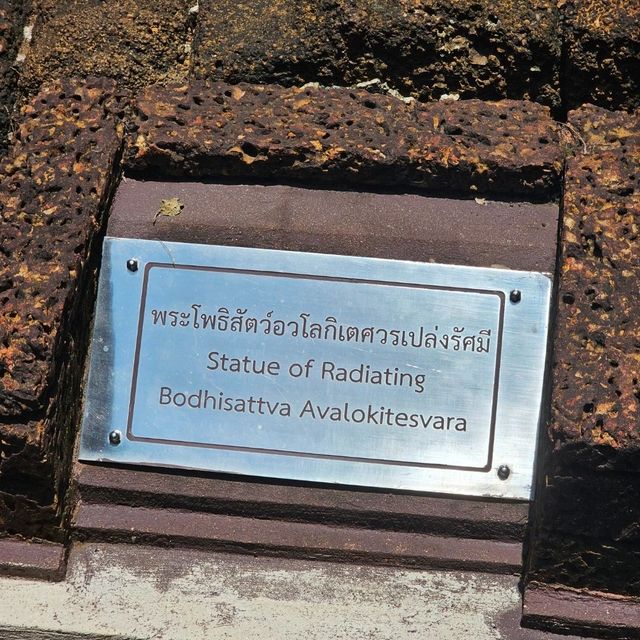 พระโพธิสัตว์อวโลกิเตศวรเปล่งรัศมี
Statue of Radiating
Bodhisattva Avalokitesvara